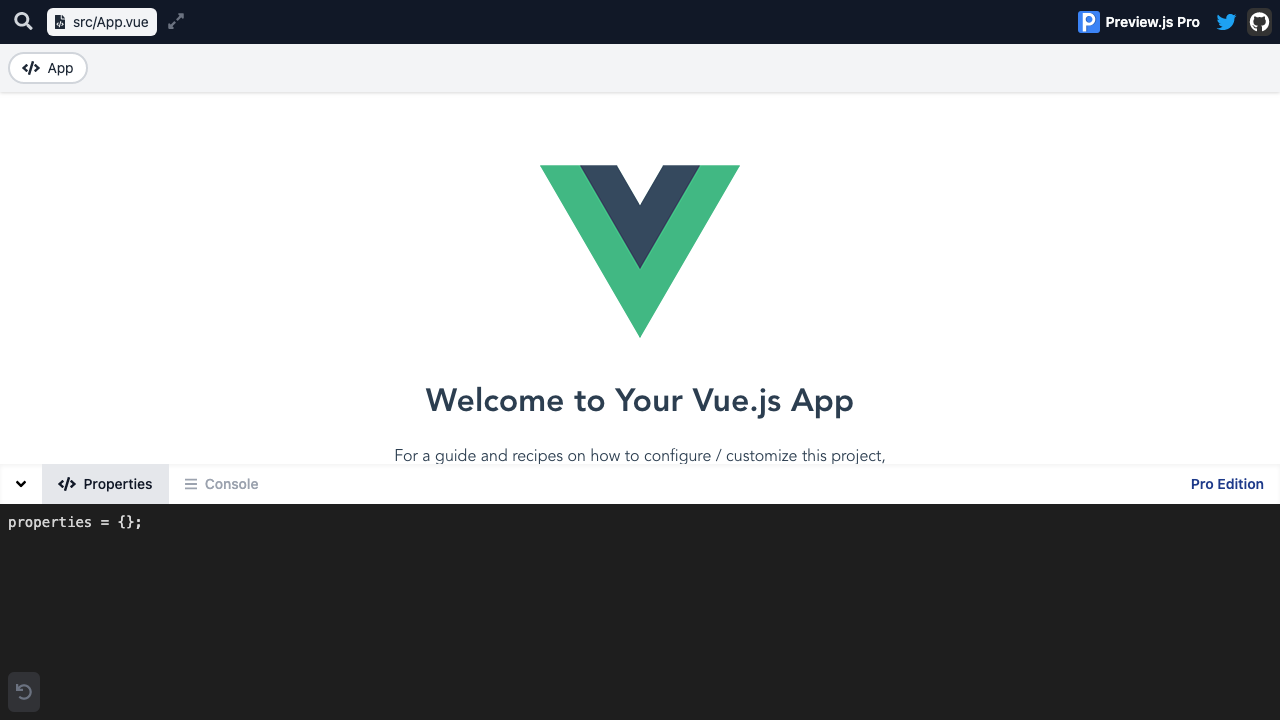 src/App.vue
Preview.js Pro
App
Welcome to Your Vue.js App
For a guide and recipes on how to configure / customize this project,
Properties
Console
Pro Edition
properties = {};